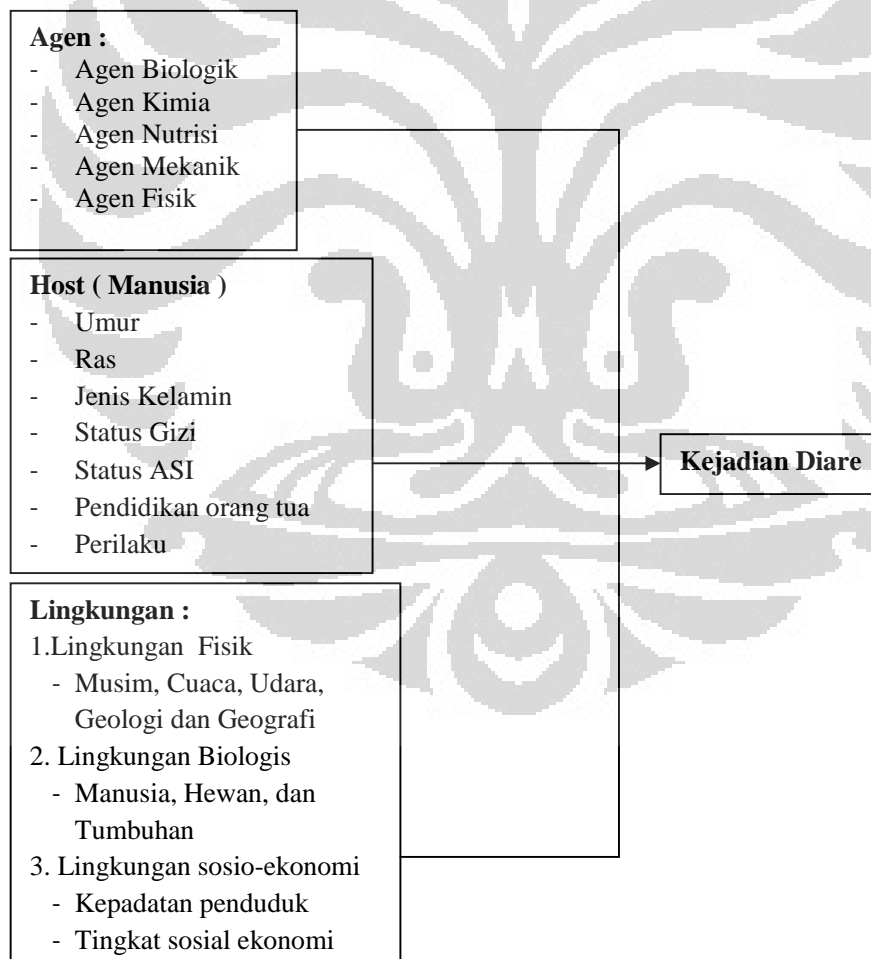 Agen :
- Agen Biologik
- Agen Kimia
- Agen Nutrisi
- Agen Mekanik
- Agen Fisik
Host ( Manusia )
- Umur
- Ras
- Jenis Kelamin
- Status Gizi
- Status ASI
- Pendidikan orang tua
- Perilaku
Kejadian Diare
Lingkungan :
1.Lingkungan Fisik
- Musim, Cuaca, Udara,
Geologi dan Geografi
2. Lingkungan Biologis
- Manusia, Hewan, dan
Tumbuhan
3. Lingkungan sosio-ekonomi
- Kepadatan penduduk
- Tingkat sosial ekonomi